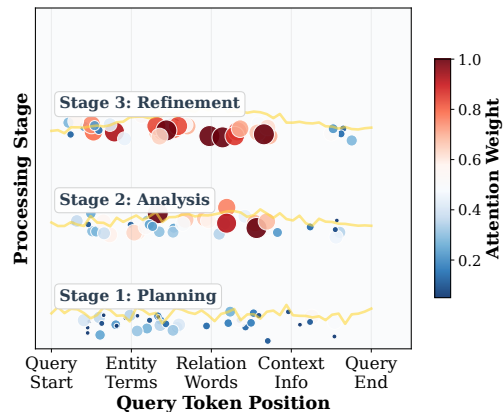 Stage 3: Refinement
Stage 2: Analysis
Stage 1: Planning
Processing Stage
Query Start
Entity Terms
Relation Words
Context Info
Query End
Query Token Position
1.0
0.8
0.6
0.4
0.2
Attention Weight